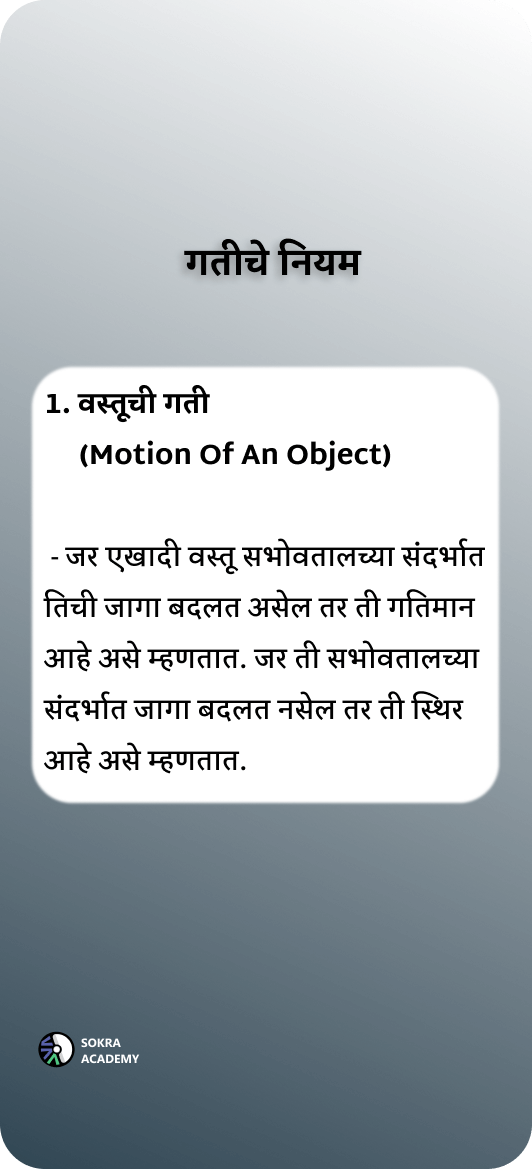 गतीचे नियम
1. वस्तूची गती
(Motion Of An Object)
- जर एखादी वस्तू सभोवतालच्या संदर्भात
तिची जागा बदलत असेल तर ती गतिमान
आहे असे म्हणतात. जर ती सभोवतालच्या
संदर्भात जागा बदलत नसेल तर ती स्थिर
आहे असे म्हणतात.
SOKRA
ACADEMY